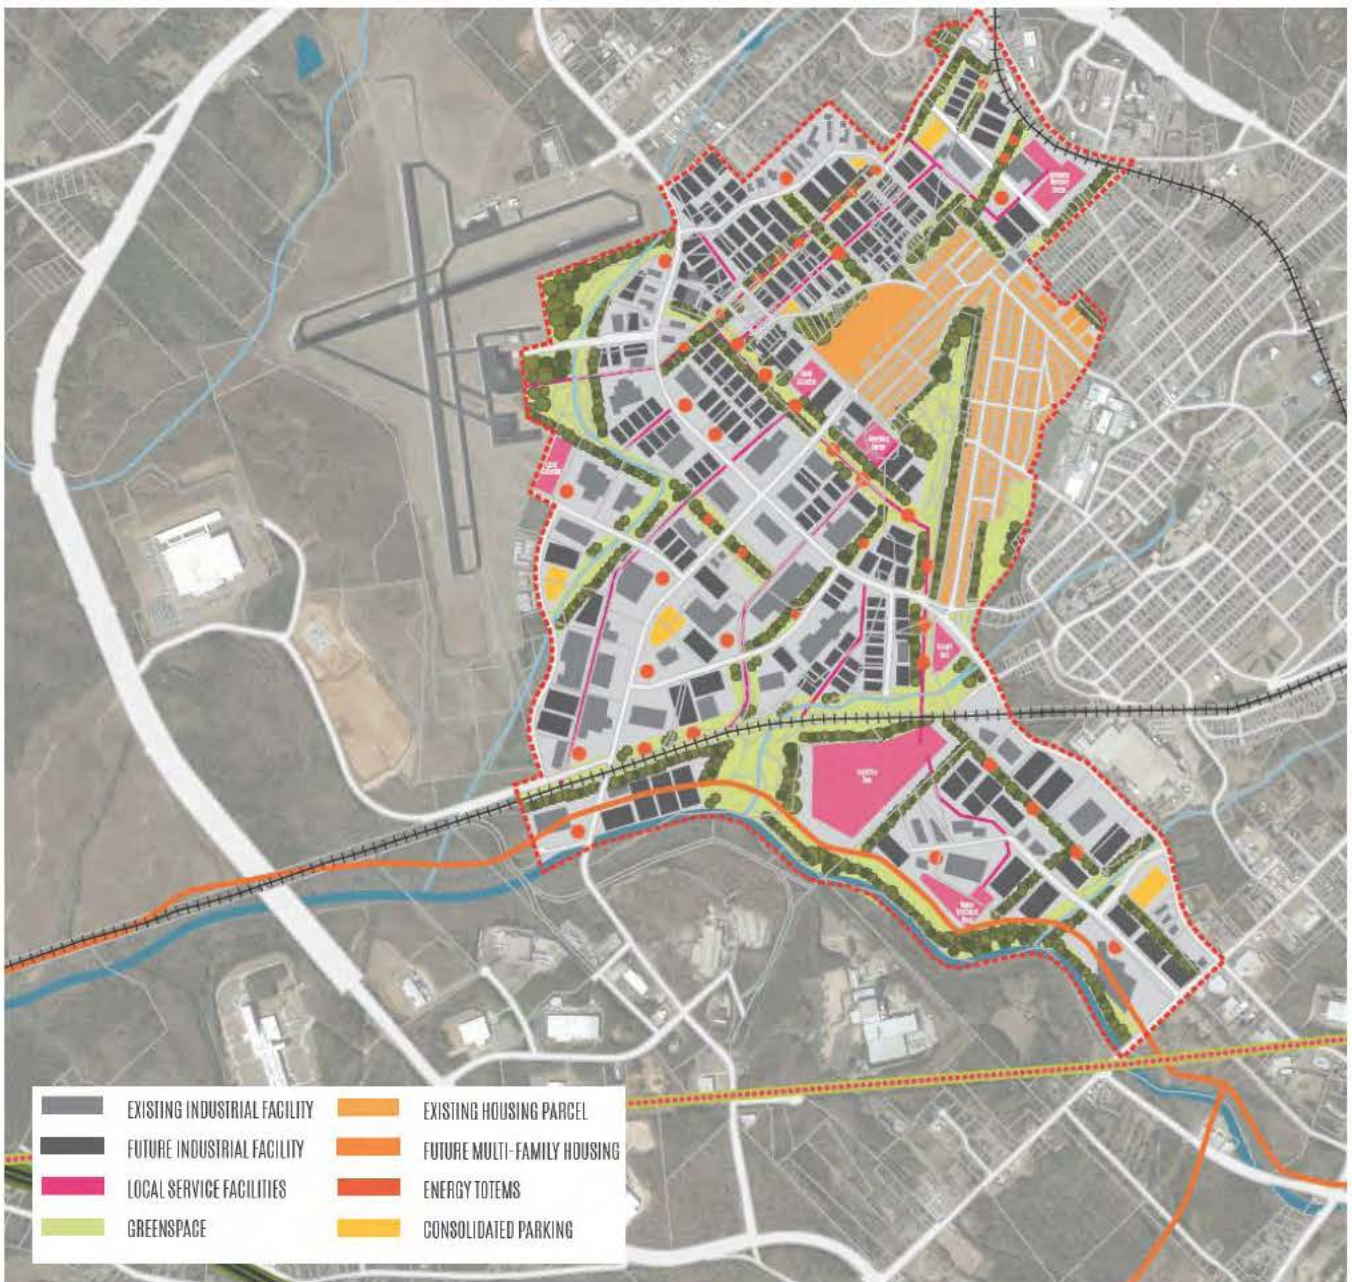 EXISTING INDUSTRIAL FACILITY
FUTURE INDUSTRIAL FACILITY
LOCAL SERVICE FACILITIES
GREENSPACE
EXISTING HOUSING PARCEL
FUTURE MULTI-FAMILY HOUSING
ENERGY TOTEMS
CONSOLIDATED PARKING